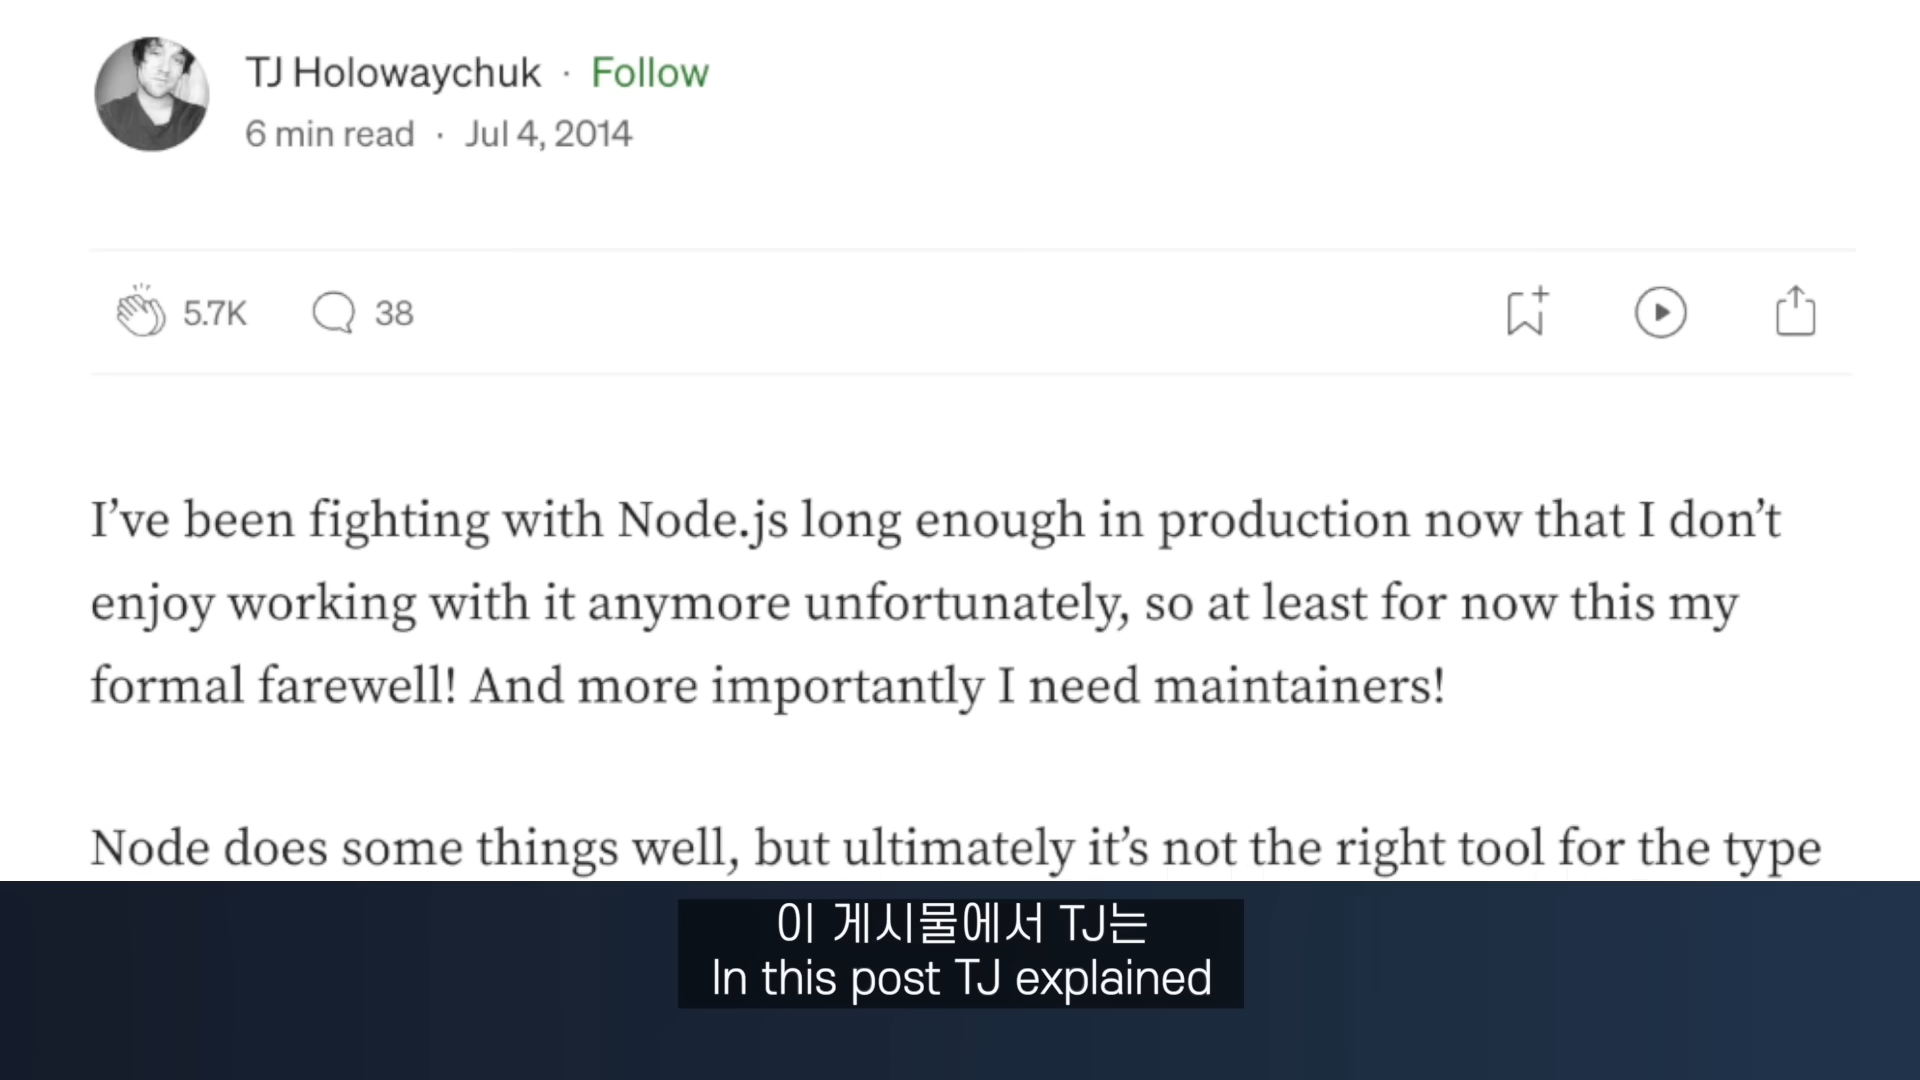 TJ Holowaychuk · Follow
6 min read · Jul 4, 2014
5.7K 38
I’ve been fighting with Node.js long enough in production now that I don’t
enjoy working with it anymore unfortunately, so at least for now this my
formal farewell! And more importantly I need maintainers!
Node does some things well, but ultimately it’s not the right tool for the type
이 게시물에서 TJ는
In this post TJ explained